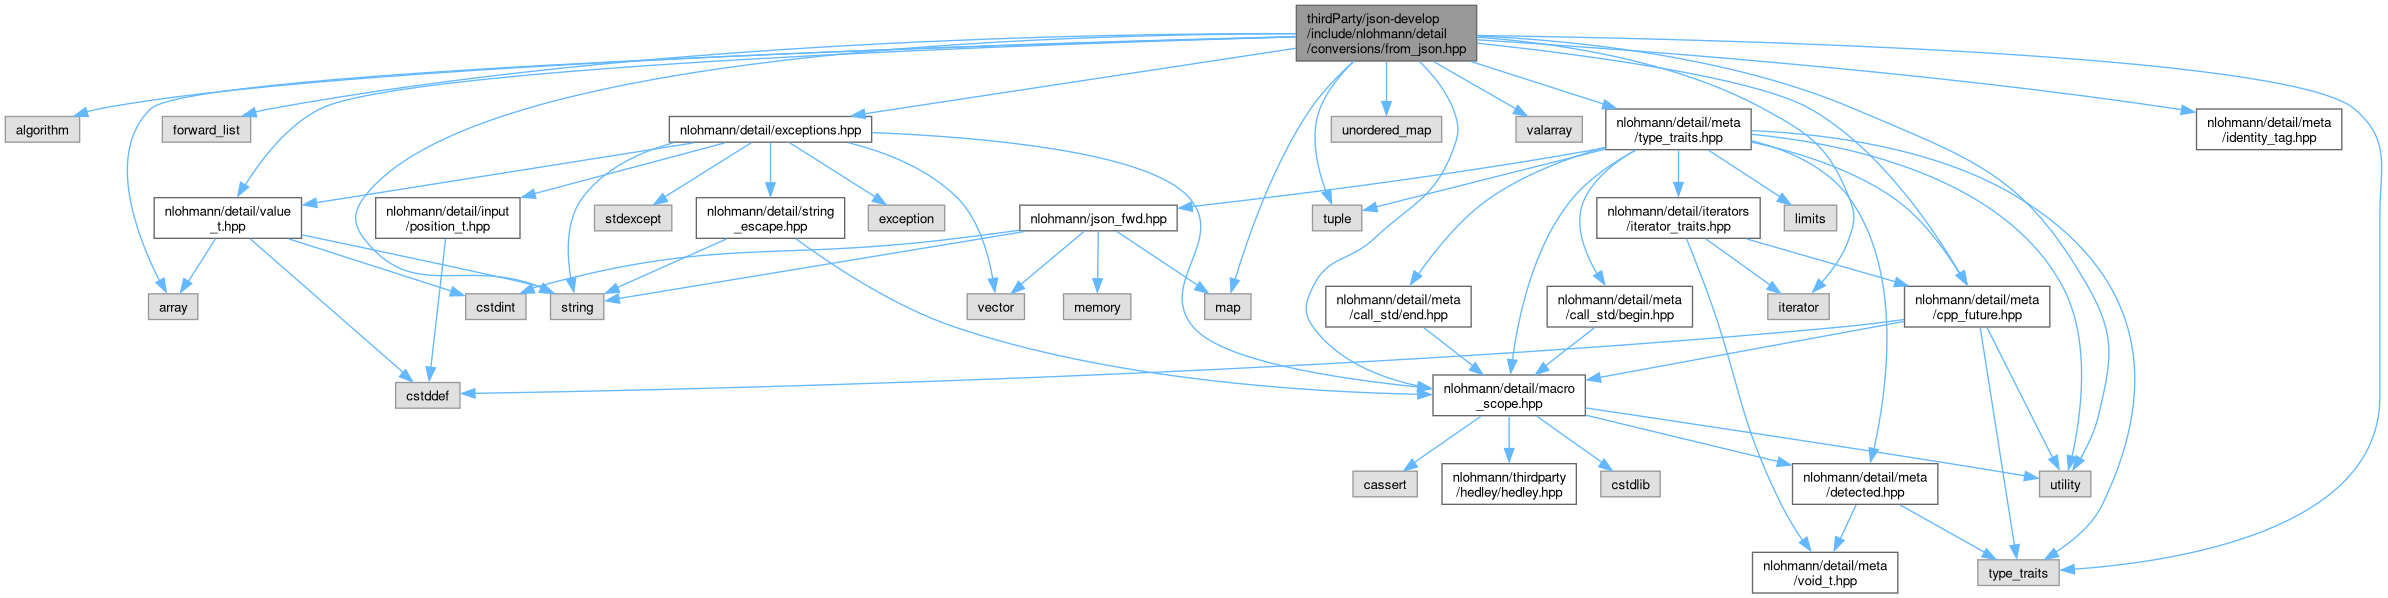 thirdParty/json-develop
/include/nlohmann/detail
/conversions/from_json.hpp
algorithm
forward_list
nlohmann/detail/exceptions.hpp
unordered_map
valarray
nlohmann/detail/meta
/type_traits.hpp
nlohmann/detail/meta
/identity_tag.hpp
nlohmann/detail/value
_t.hpp
nlohmann/detail/input
/position_t.hpp
stdexcept
nlohmann/detail/string
_escape.hpp
exception
nlohmann/json_fwd.hpp
tuple
nlohmann/detail/iterators
/iterator_traits.hpp
limits
array
cstdint
string
vector
memory
map
nlohmann/detail/meta
/call_std/end.hpp
nlohmann/detail/meta
/call_std/begin.hpp
iterator
nlohmann/detail/meta
/cpp_future.hpp
cstddef
nlohmann/detail/macro
_scope.hpp
cassert
nlohmann/thirdparty
/hedley/hedley.hpp
cstdlib
nlohmann/detail/meta
/detected.hpp
utility
nlohmann/detail/meta
/void_t.hpp
type_traits